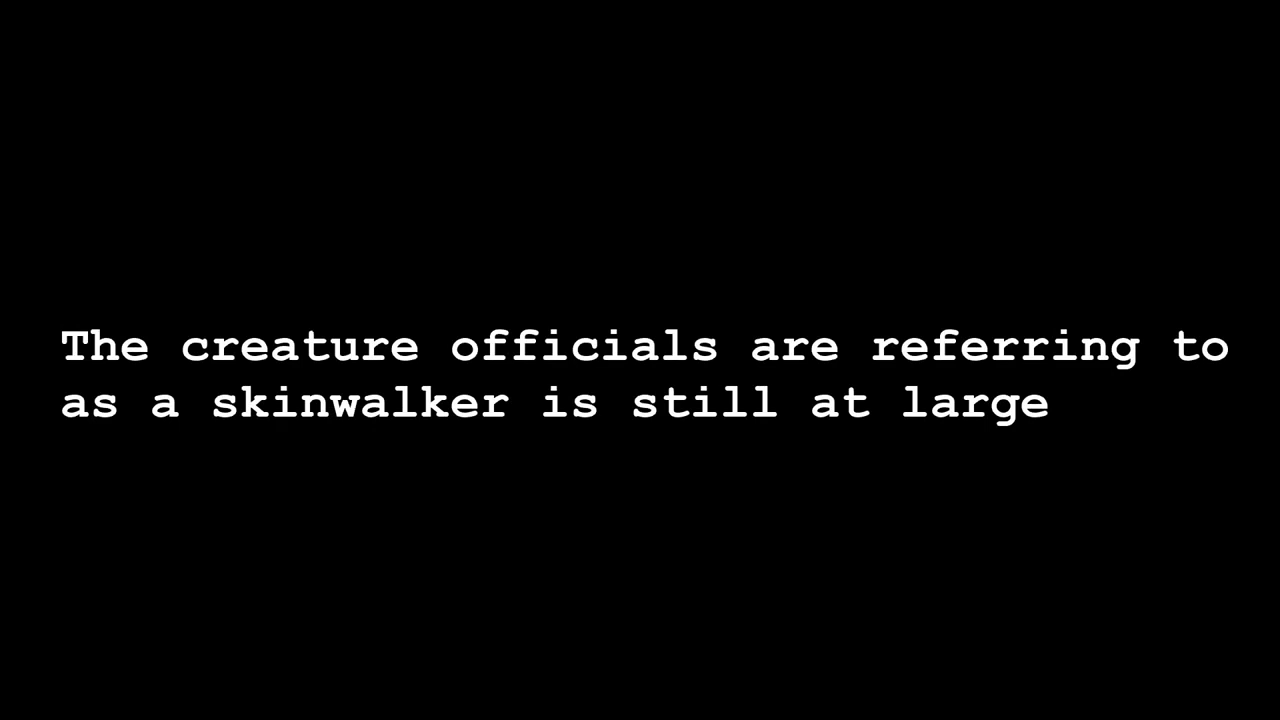 The creature officials are referring to
as a skinwalker is still at large